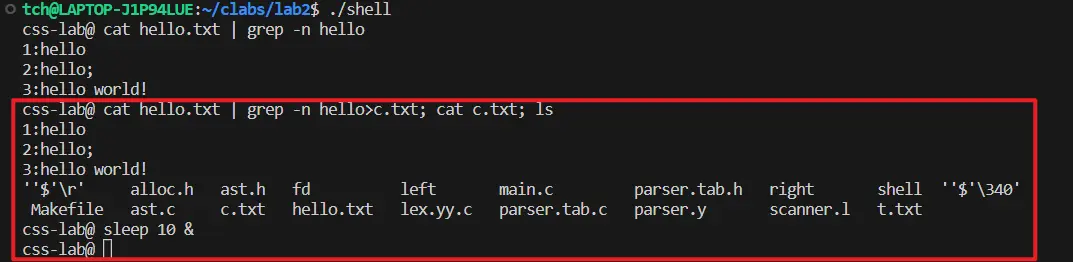 tch@LAPTOP-J1P94LUE:~/clabs/lab2$ ./shell
css-lab@ cat hello.txt | grep -n hello
1:hello
2:hello;
3:hello world!
css-lab@ cat hello.txt | grep -n hello>c.txt; cat c.txt; ls
1:hello
2:hello;
3:hello world!
''$'\r' alloc.h ast.h fd left main.c parser.tab.h right shell ''$'\340'
Makefile ast.c c.txt hello.txt lex.yy.c parser.tab.c parser.y scanner.l t.txt
css-lab@ sleep 10 &
css-lab@